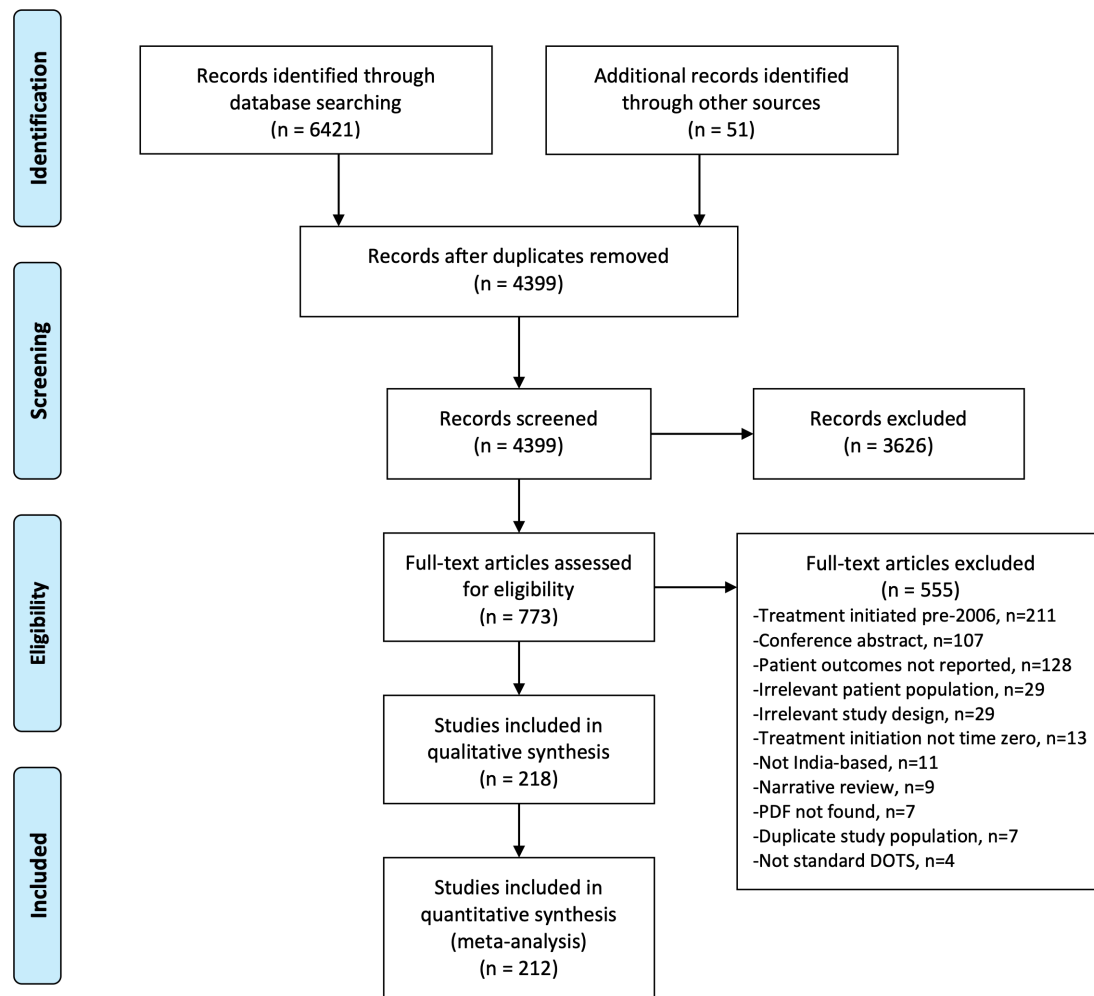 Identification
Records identified through
database searching
(n = 6421)
Additional records identified
through other sources
(n = 51)
Records after duplicates removed
(n = 4399)
Screening
Records screened
(n = 4399)
Records excluded
(n = 3626)
Eligibility
Full-text articles assessed
for eligibility
(n = 773)
Full-text articles excluded
(n = 555)
-Treatment initiated pre-2006, n=211
-Conference abstract, n=107
-Patient outcomes not reported, n=128
-Irrelevant patient population, n=29
-Irrelevant study design, n=29
-Treatment initiation not time zero, n=13
-Not India-based, n=11
-Narrative review, n=9
-PDF not found, n=7
-Duplicate study population, n=7
-Not standard DOTS, n=4
Studies included in
qualitative synthesis
(n = 218)
Included
Studies included in
quantitative synthesis
(meta-analysis)
(n = 212)